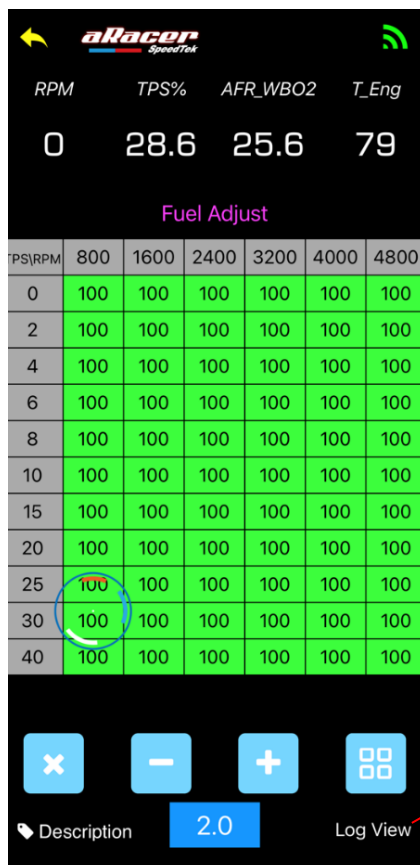 aRacer
SpeedTek
RPM TPS% AFR_WBO2 T_Eng
0 28.6 25.6 79
Fuel Adjust
TPS\RPM 800 1600 2400 3200 4000 4800
0 100 100 100 100 100 100
2 100 100 100 100 100 100
4 100 100 100 100 100 100
6 100 100 100 100 100 100
8 100 100 100 100 100 100
10 100 100 100 100 100 100
15 100 100 100 100 100 100
20 100 100 100 100 100 100
25 100 100 100 100 100 100
30 100 100 100 100 100 100
40 100 100 100 100 100 100
Description 2.0 Log View